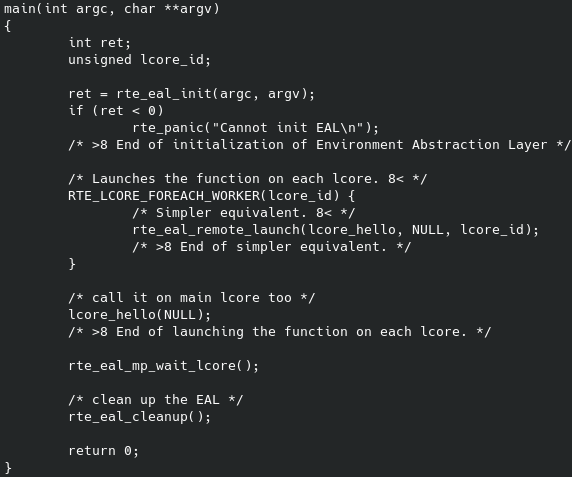 main(int argc, char **argv)
{
        int ret;
        unsigned lcore_id;

        ret = rte_eal_init(argc, argv);
        if (ret < 0)
                rte_panic("Cannot init EAL\n");
        /* >8 End of initialization of Environment Abstraction Layer */

        /* Launches the function on each lcore. 8< */
        RTE_LCORE_FOREACH_WORKER(lcore_id) {
                /* Simpler equivalent. 8< */
                rte_eal_remote_launch(lcore_hello, NULL, lcore_id);
                /* >8 End of simpler equivalent. */
        }

        /* call it on main lcore too */
        lcore_hello(NULL);
        /* >8 End of launching the function on each lcore. */

        rte_eal_mp_wait_lcore();

        /* clean up the EAL */
        rte_eal_cleanup();

        return 0;
}